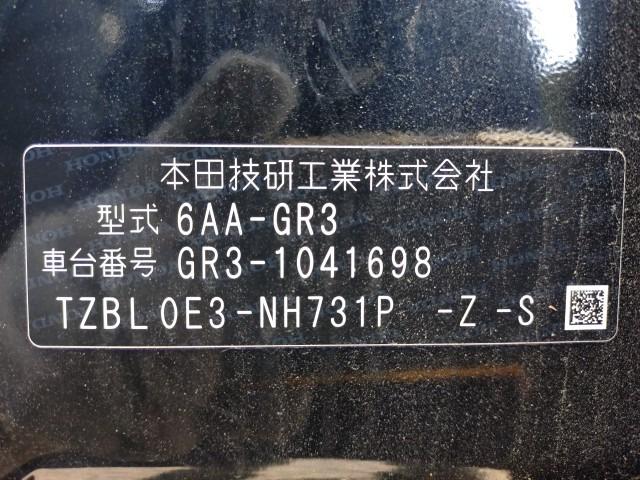 本田技研工業株式会社
型式 6AA-GR3
車台番号 GR3-1041698
TZBL0E3-NH731P -Z -S